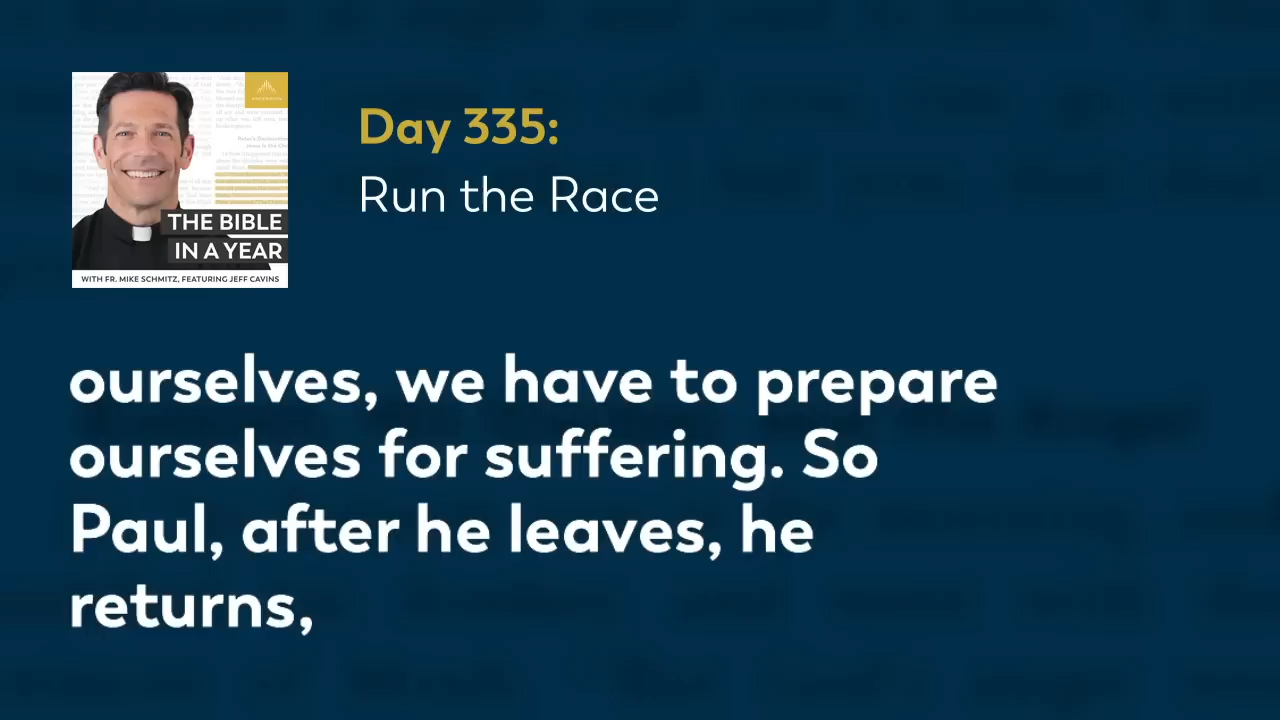 THE BIBLE
IN A YEAR
WITH FR. MIKE SCHMITZ, FEATURING JEFF CAVINS
Day 335:
Run the Race
ourselves, we have to prepare
ourselves for suffering. So
Paul, after he leaves, he
returns,